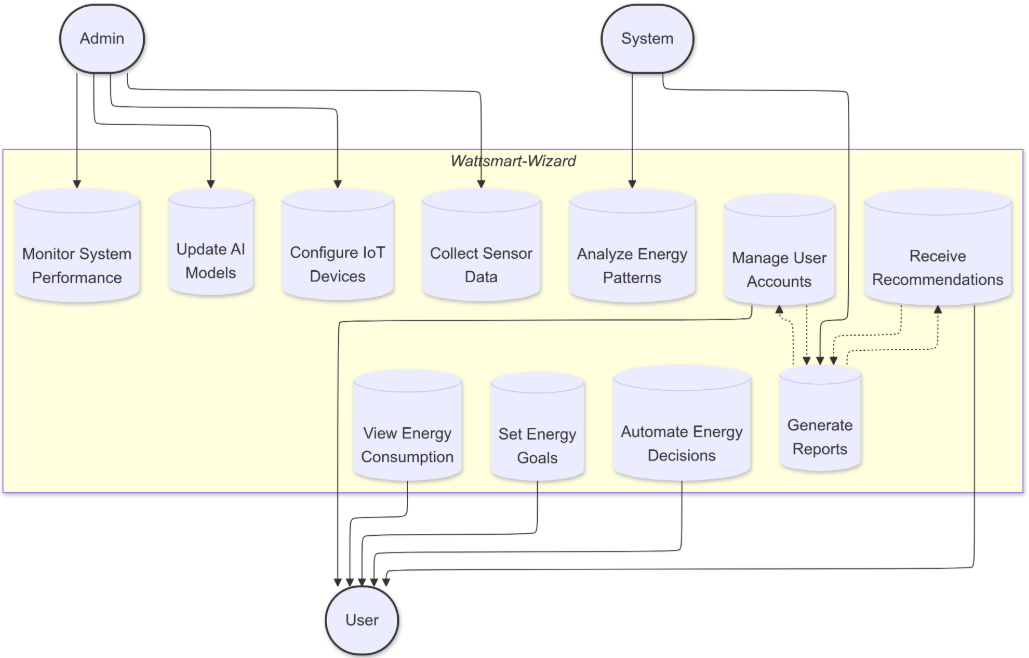 Admin
System
Wattsmart-Wizard
Monitor System
Performance
Update AI
Models
Configure IoT
Devices
Collect Sensor
Data
Analyze Energy
Patterns
Manage User
Accounts
Receive
Recommendations
View Energy
Consumption
Set Energy
Goals
Automate Energy
Decisions
Generate
Reports
User